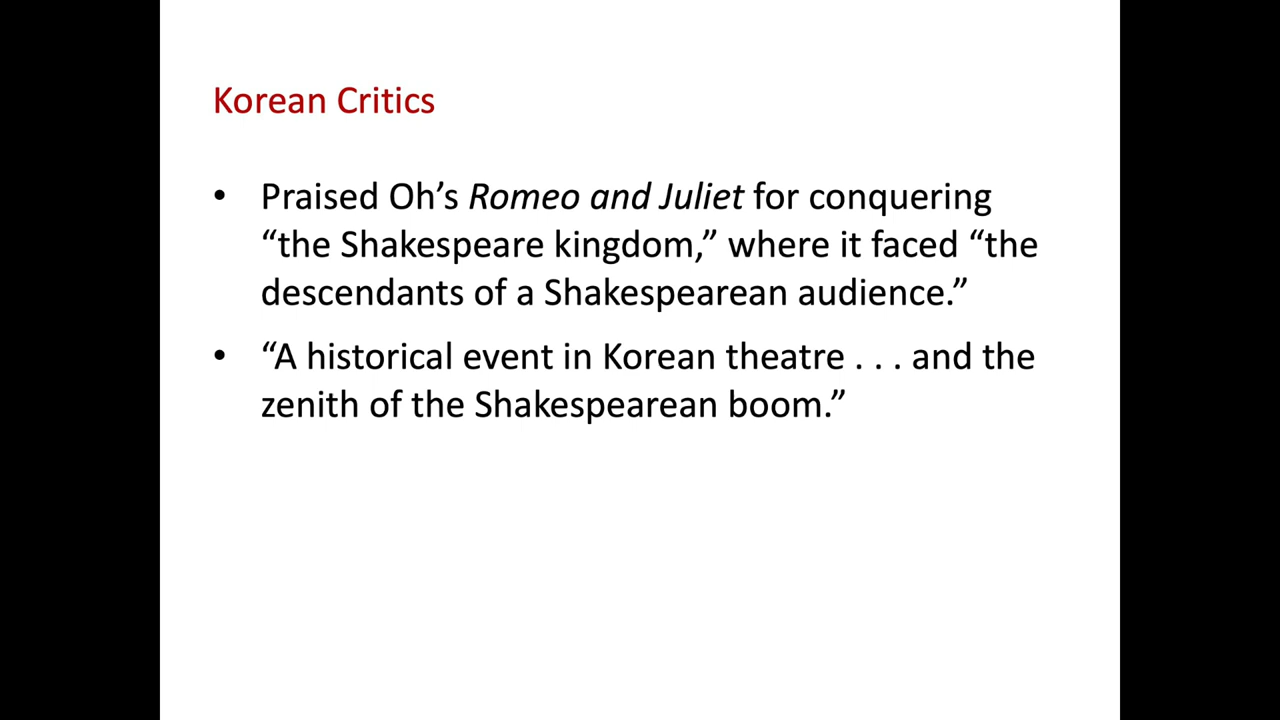 Korean Critics
• Praised Oh’s Romeo and Juliet for conquering
“the Shakespeare kingdom,” where it faced “the
descendants of a Shakespearean audience.”
• “A historical event in Korean theatre . . . and the
zenith of the Shakespearean boom.”